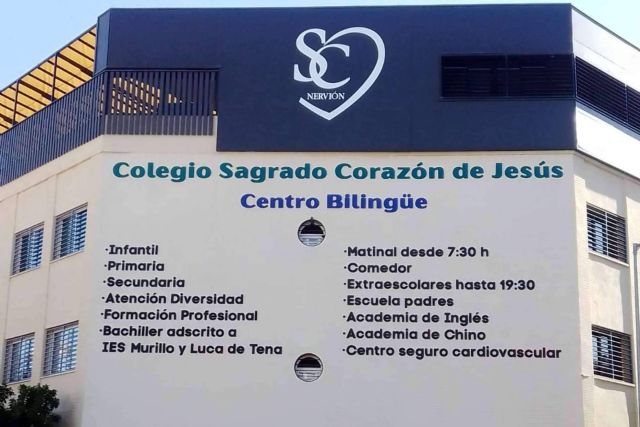 SC
NERVIÓN
Colegio Sagrado Corazón de Jesús
Centro Bilingüe
·Infantil
·Primaria
·Secundaria
·Atención Diversidad
·Formación Profesional
·Bachiller adscrito a
IES Murillo y Luca de Tena
·Matinal desde 7:30 h
·Comedor
·Extraescolares hasta 19:30
·Escuela padres
·Academia de Inglés
·Academia de Chino
·Centro seguro cardiovascular